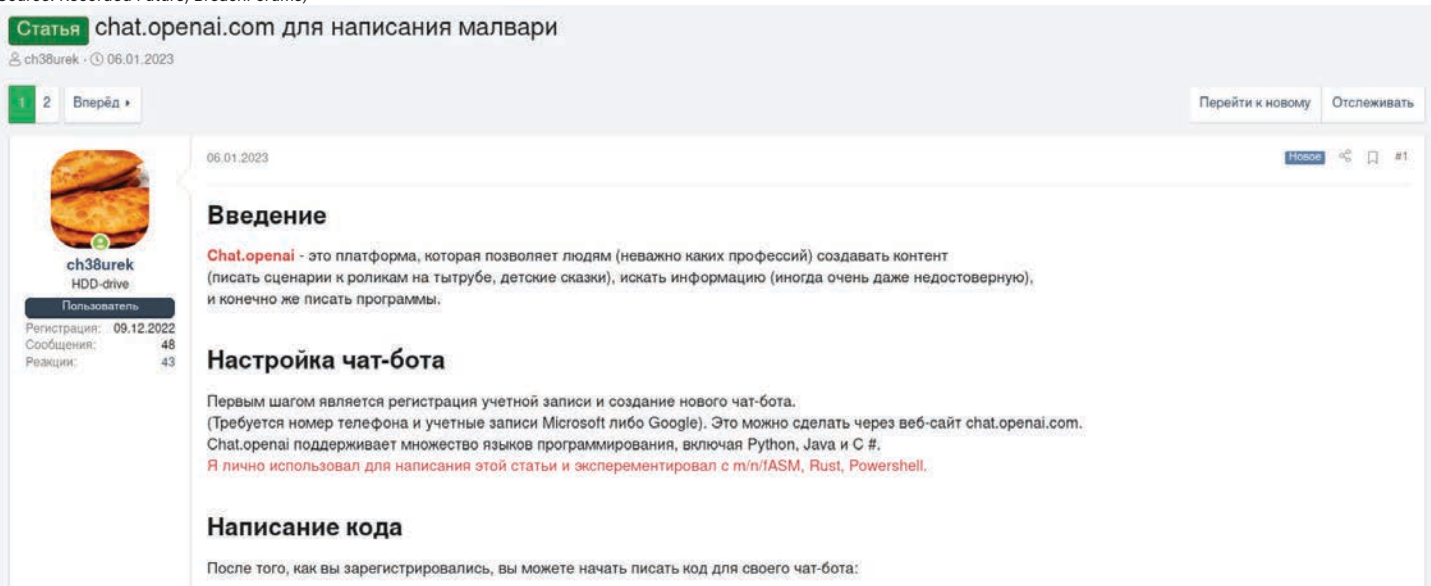 Source: Recorded Future, BreachForums)
Статья chat.openai.com для написания малвари
ch38urek · 06.01.2023
1 2 Вперёд
Перейти к новому Отслеживать
06.01.2023
Новое #1
ch38urek
HDD-drive
Пользователь
Регистрация: 09.12.2022
Сообщения: 48
Реакции: 43
Введение
Chat.openai - это платформа, которая позволяет людям (неважно каких профессий) создавать контент
(писать сценарии к роликам на тытрубе, детские сказки), искать информацию (иногда очень даже недостоверную),
и конечно же писать программы.
Настройка чат-бота
Первым шагом является регистрация учетной записи и создание нового чат-бота.
(Требуется номер телефона и учетные записи Microsoft либо Google). Это можно сделать через веб-сайт chat.openai.com.
Chat.openai поддерживает множество языков программирования, включая Python, Java и C #.
Я лично использовал для написания этой статьи и эксперементировал с m/n/fASM, Rust, Powershell.
Написание кода
После того, как вы зарегистрировались, вы можете начать писать код для своего чат-бота: